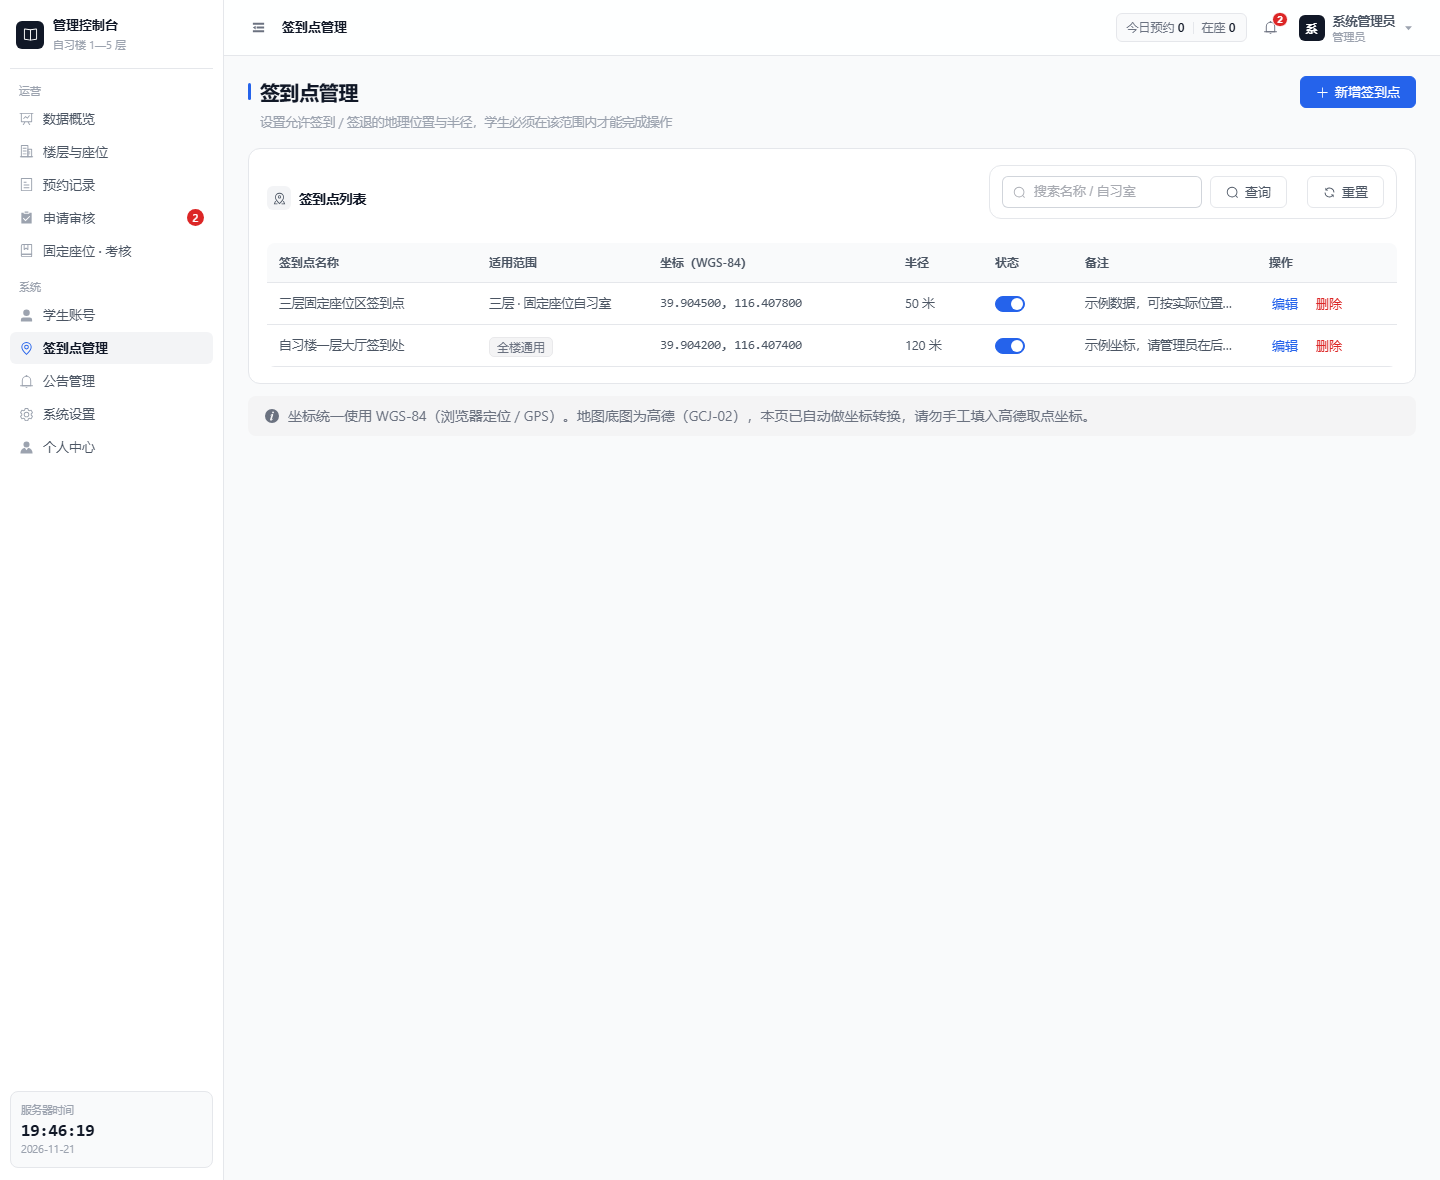 管理控制台
自习楼 1—5 层
运营
数据概览
楼层与座位
预约记录
申请审核 2
固定座位 · 考核
系统
学生账号
签到点管理
公告管理
系统设置
个人中心
服务器时间
19:46:19
2026-11-21
签到点管理
今日预约 0 在座 0
2
系
系统管理员
管理员
签到点管理
新增签到点
设置允许签到 / 签退的地理位置与半径，学生必须在该范围内才能完成操作
签到点列表
搜索名称 / 自习室
查询
重置
签到点名称 适用范围 坐标（WGS-84） 半径 状态 备注 操作
三层固定座位区签到点 三层 · 固定座位自习室 39.904500, 116.407800 50 米 示例数据，可按实际位置... 编辑 删除
自习楼一层大厅签到处 全楼通用 39.904200, 116.407400 120 米 示例坐标，请管理员在后... 编辑 删除
坐标统一使用 WGS-84（浏览器定位 / GPS）。地图底图为高德（GCJ-02），本页已自动做坐标转换，请勿手工填入高德取点坐标。